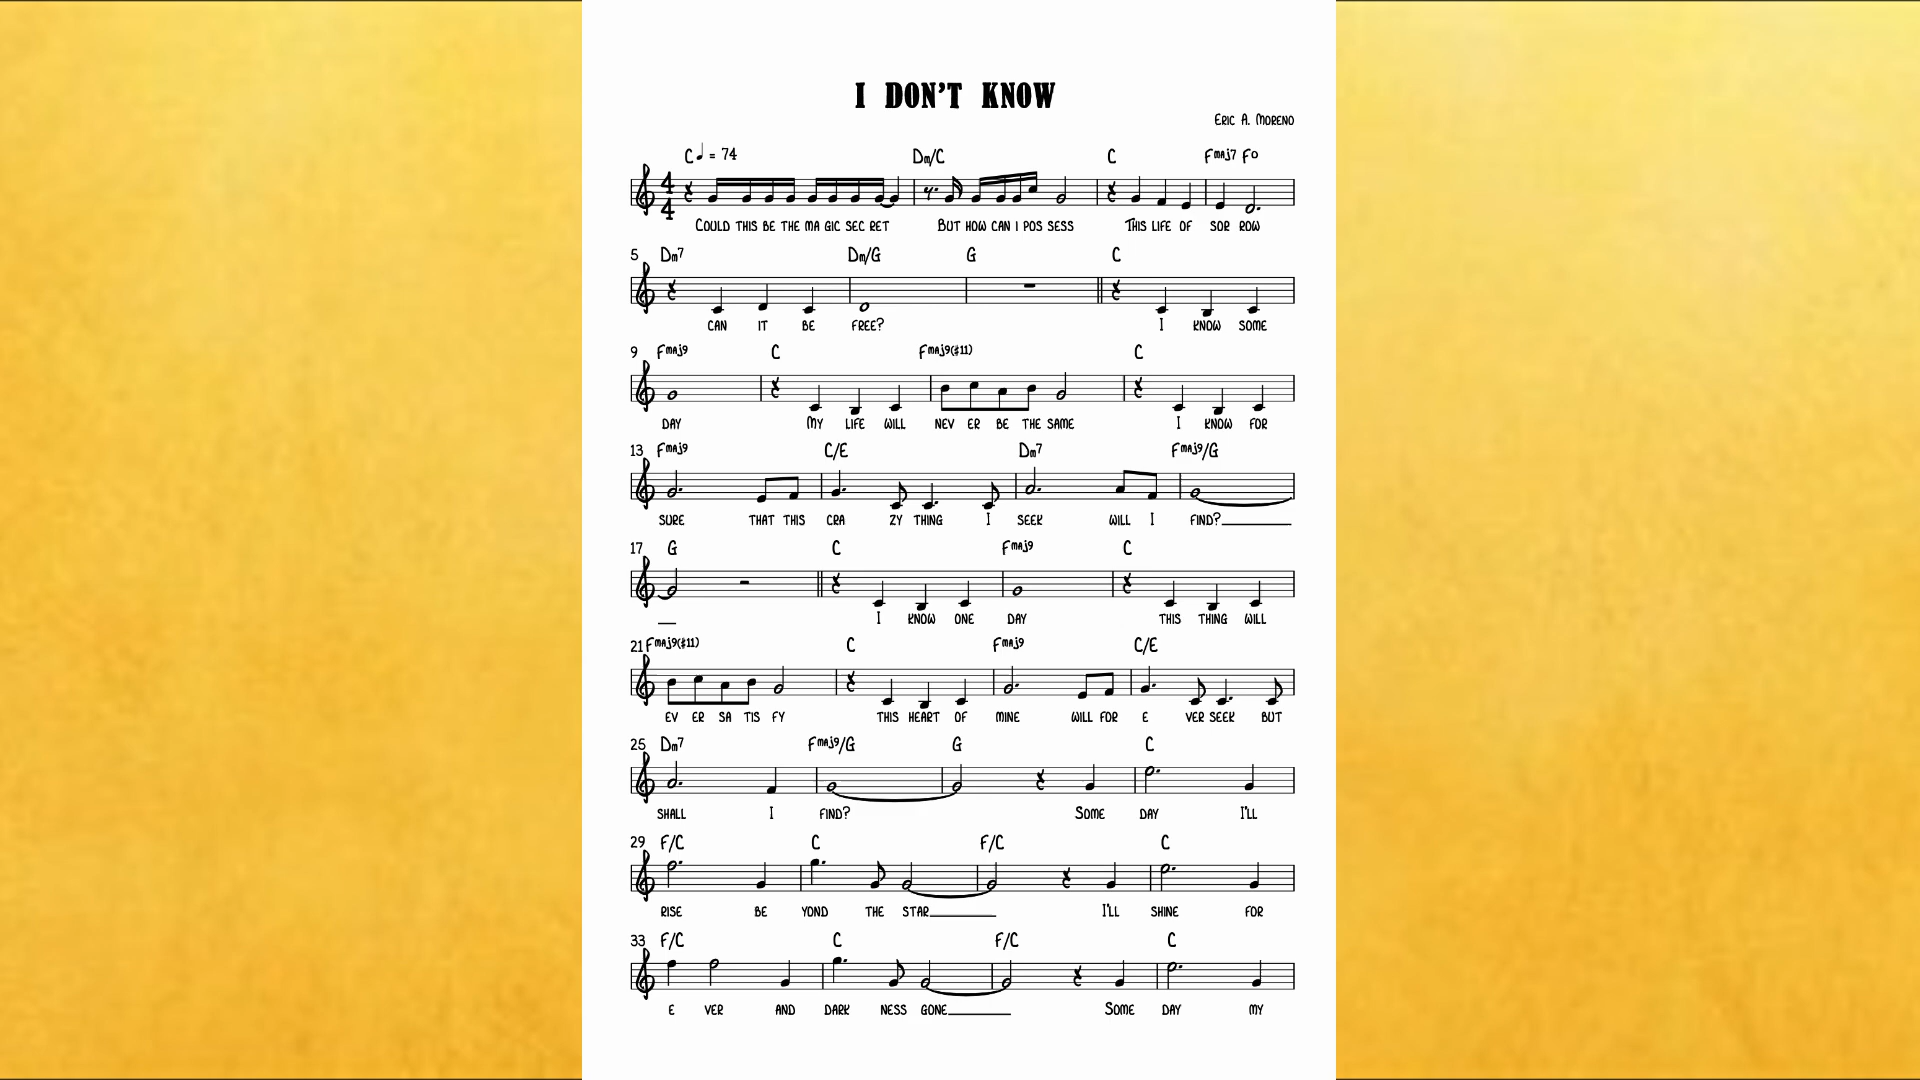 I DON'T KNOW
ERIC A. MORENO
C ♩ = 74 Dm/C C Fmaj7 Fo
4
4
COULD THIS BE THE MA GIC SEC RET BUT HOW CAN I POS SESS THIS LIFE OF SOR ROW
5 Dm7 Dm/G G C
CAN IT BE FREE? I KNOW SOME
9 Fmaj9 C Fmaj9(#11) C
DAY MY LIFE WILL NEV ER BE THE SAME I KNOW FOR
13 Fmaj9 C/E Dm7 Fmaj9/G
SURE THAT THIS CRA ZY THING I SEEK WILL I FIND?
17 G C Fmaj9 C
I KNOW ONE DAY THIS THING WILL
21 Fmaj9(#11) C Fmaj9 C/E
EV ER SA TIS FY THIS HEART OF MINE WILL FOR E VER SEEK BUT
25 Dm7 Fmaj9/G G C
SHALL I FIND? SOME DAY I'LL
29 F/C C F/C C
RISE BE YOND THE STAR I'LL SHINE FOR
33 F/C C F/C C
E VER AND DARK NESS GONE SOME DAY MY